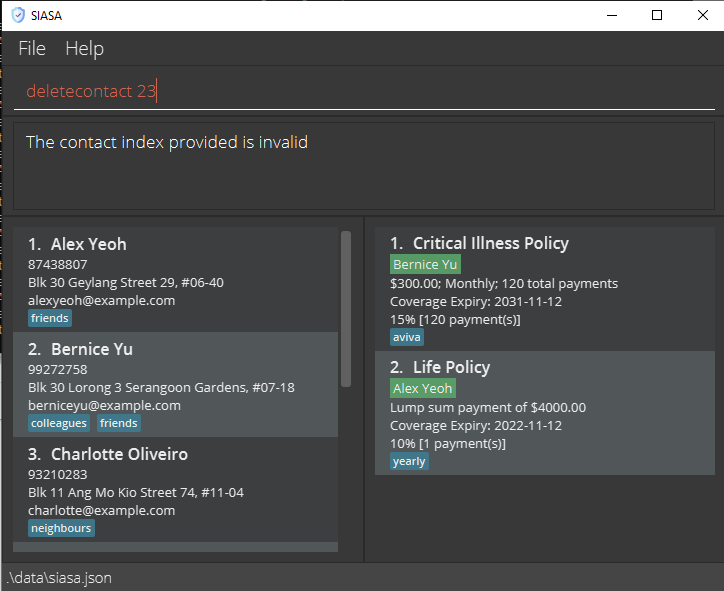 SIASA
File Help
deletecontact 23
The contact index provided is invalid
1. Alex Yeoh
87438807
Blk 30 Geylang Street 29, #06-40
alexyeoh@example.com
friends
2. Bernice Yu
99272758
Blk 30 Lorong 3 Serangoon Gardens, #07-18
berniceyu@example.com
colleagues friends
3. Charlotte Oliveiro
93210283
Blk 11 Ang Mo Kio Street 74, #11-04
charlotte@example.com
neighbours
1. Critical Illness Policy
Bernice Yu
$300.00; Monthly; 120 total payments
Coverage Expiry: 2031-11-12
15% [120 payment(s)]
aviva
2. Life Policy
Alex Yeoh
Lump sum payment of $4000.00
Coverage Expiry: 2022-11-12
10% [1 payment(s)]
yearly
.\data\siasa.json